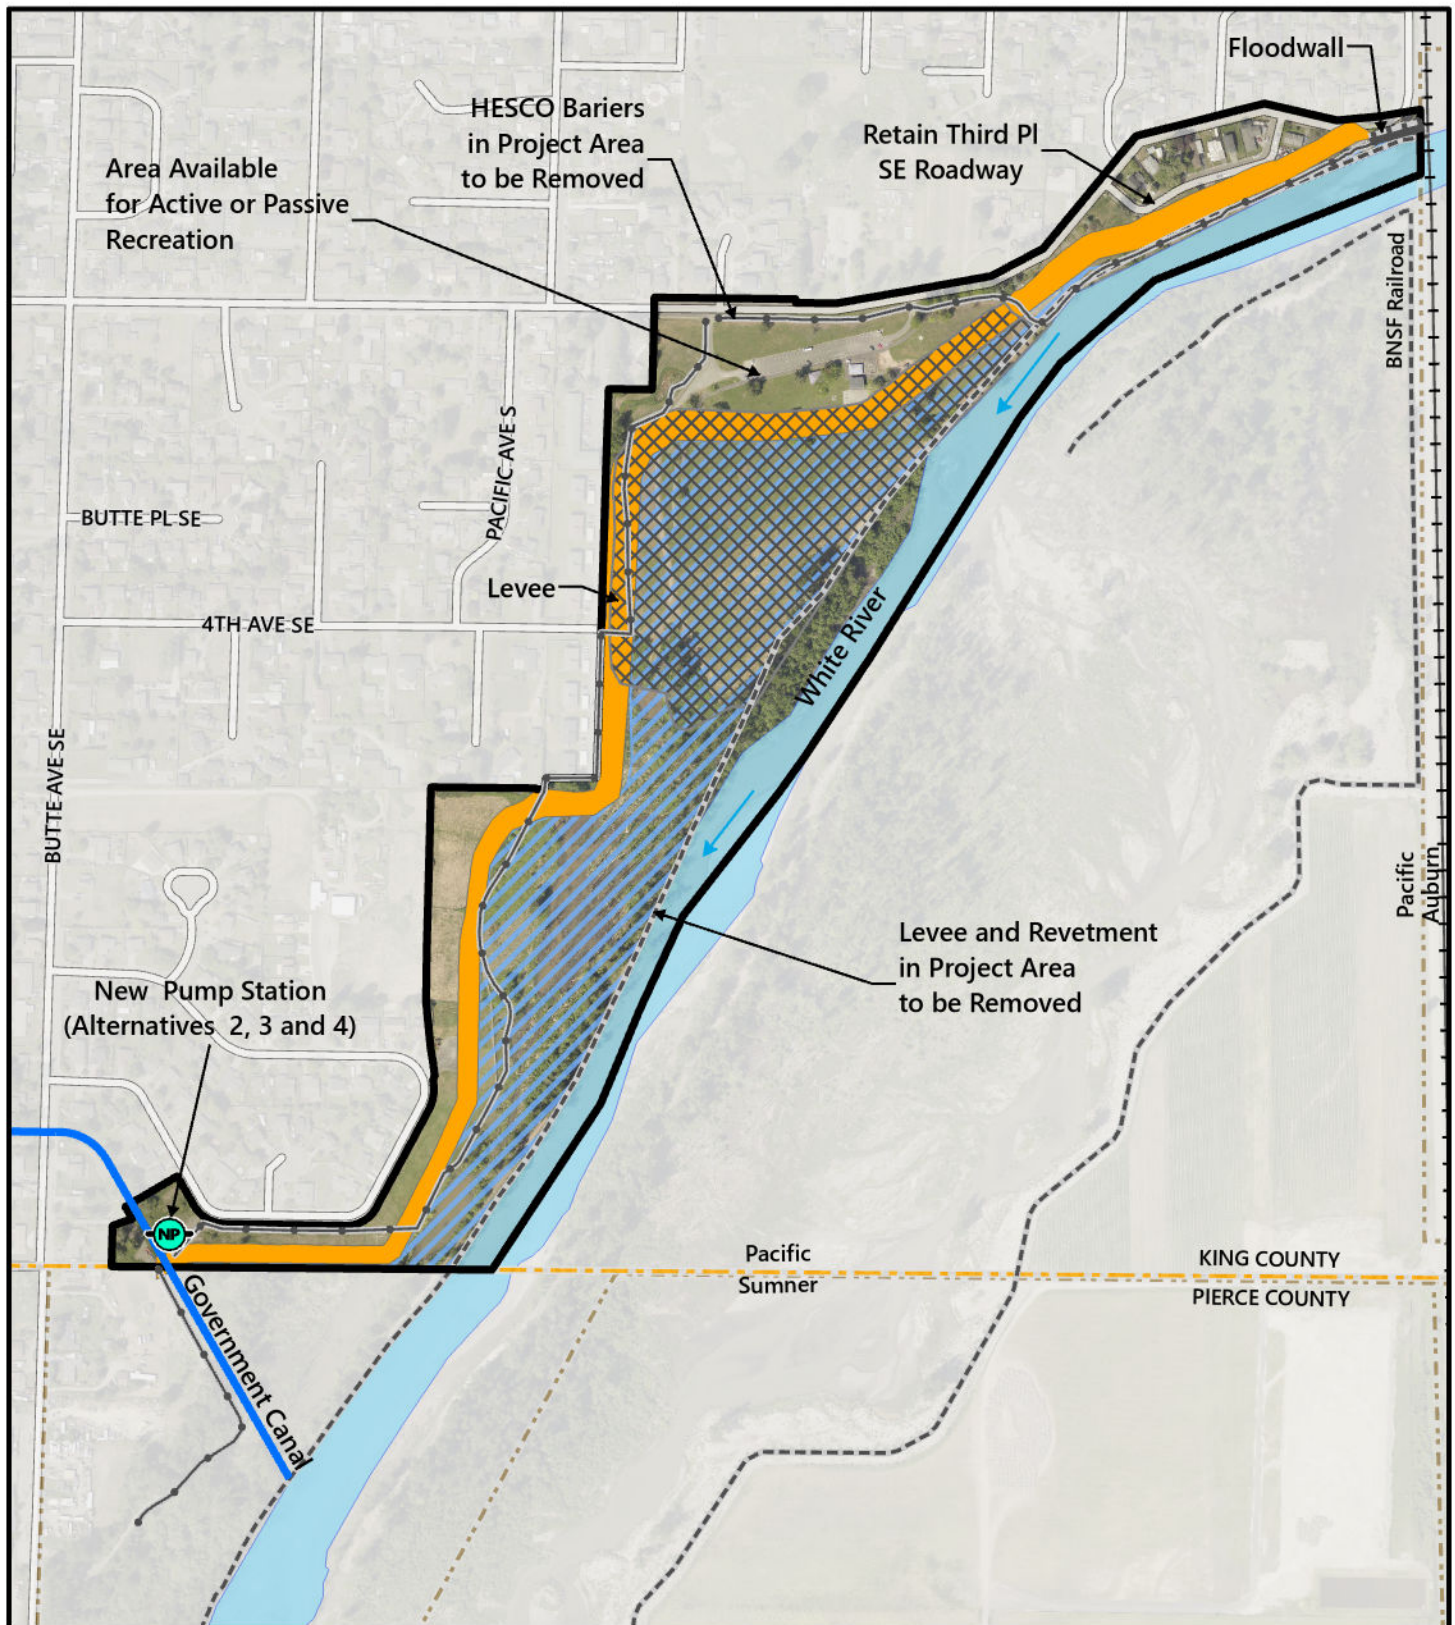 Floodwall
HESCO Bariers
in Project Area
to be Removed
Retain Third Pl
SE Roadway
Area Available
for Active or Passive
Recreation
BNSF Railroad
PACIFIC AVE S
BUTTE PL SE
Levee
4TH AVE SE
White River
BUTTE AVE SE
Pacific
Auburn
Levee and Revetment
in Project Area
to be Removed
New Pump Station
(Alternatives 2, 3 and 4)
NP
Pacific
Sumner
KING COUNTY
PIERCE COUNTY
Government Canal